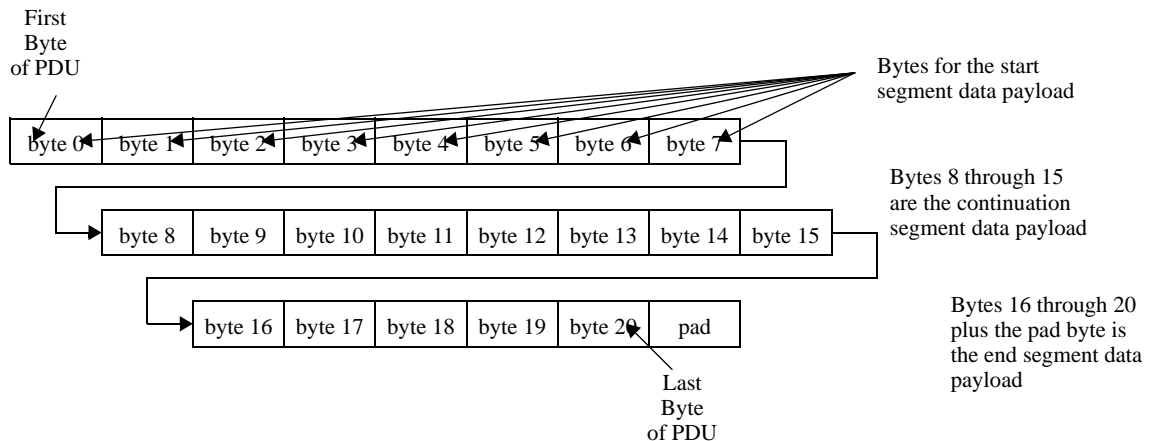 First
Byte
of PDU
Bytes for the start
segment data payload
byte 0 byte 1 byte 2 byte 3 byte 4 byte 5 byte 6 byte 7
Bytes 8 through 15
are the continuation
segment data payload
byte 8 byte 9 byte 10 byte 11 byte 12 byte 13 byte 14 byte 15
Bytes 16 through 20
plus the pad byte is
the end segment data
payload
byte 16 byte 17 byte 18 byte 19 byte 20 pad
Last
Byte
of PDU